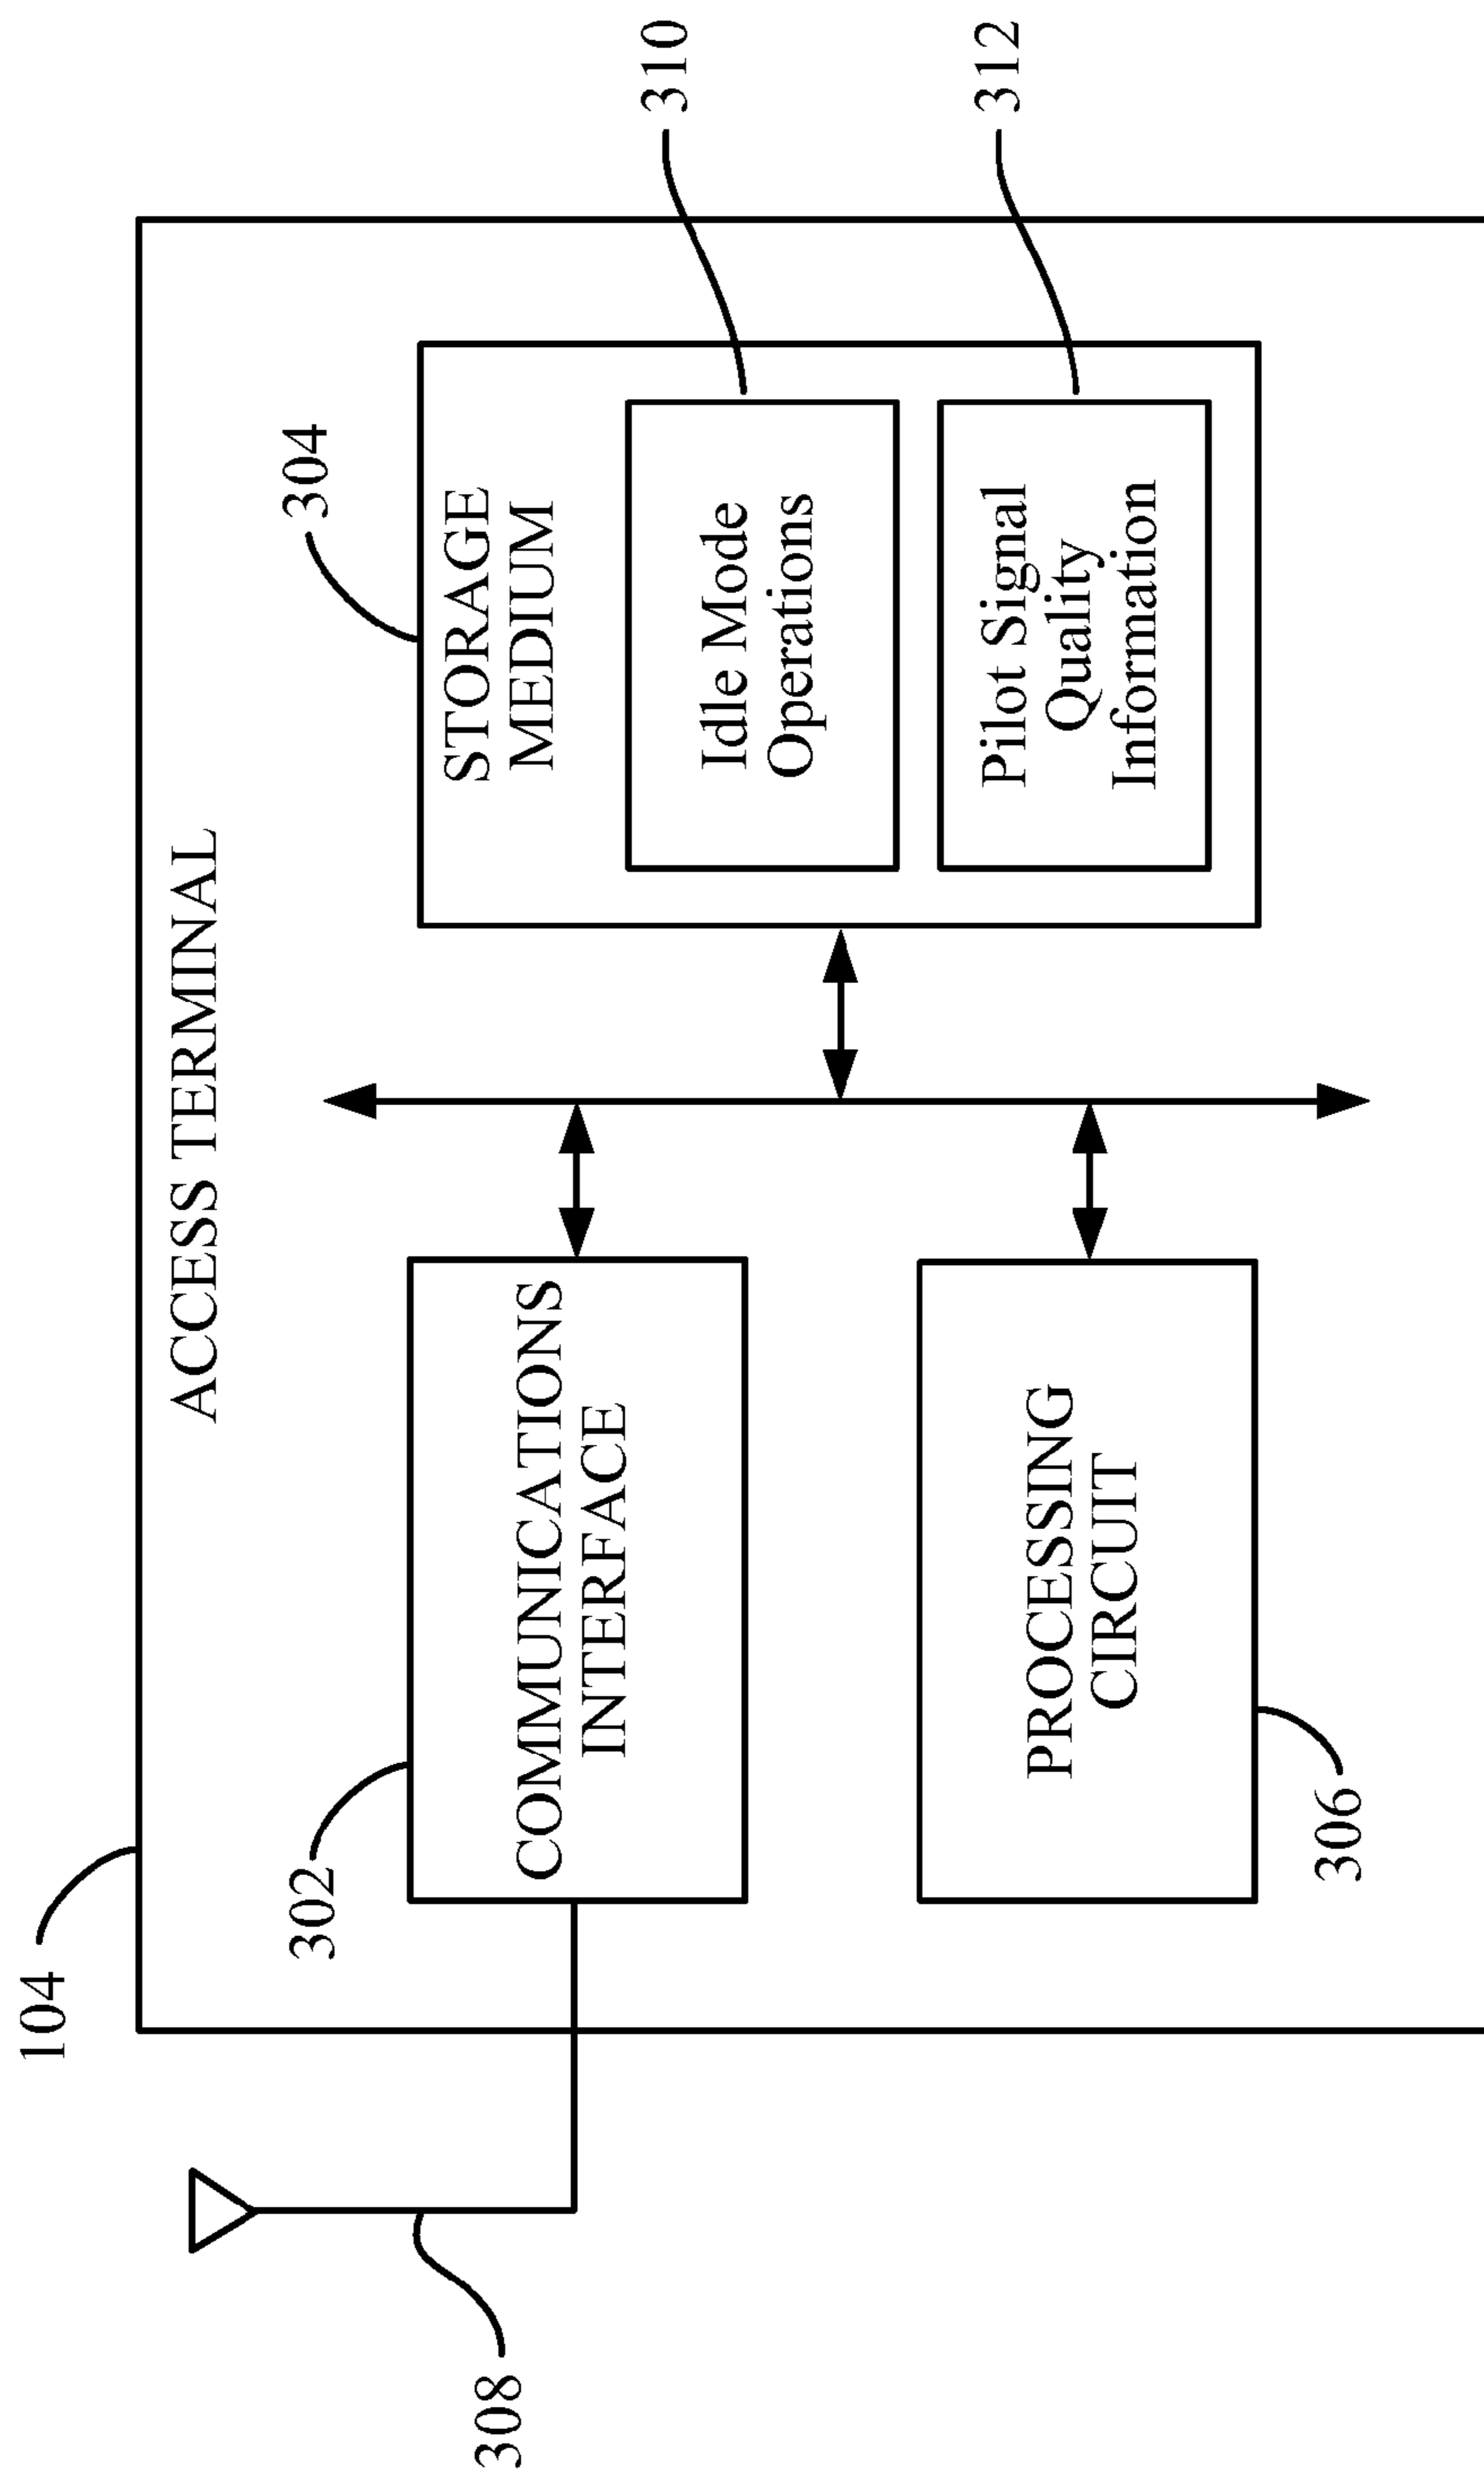 104
ACCESS TERMINAL
308
302
COMMUNICATIONS
INTERFACE
304
STORAGE
MEDIUM
310
Idle Mode
Operations
312
Pilot Signal
Quality
Information
PROCESSING
CIRCUIT
306